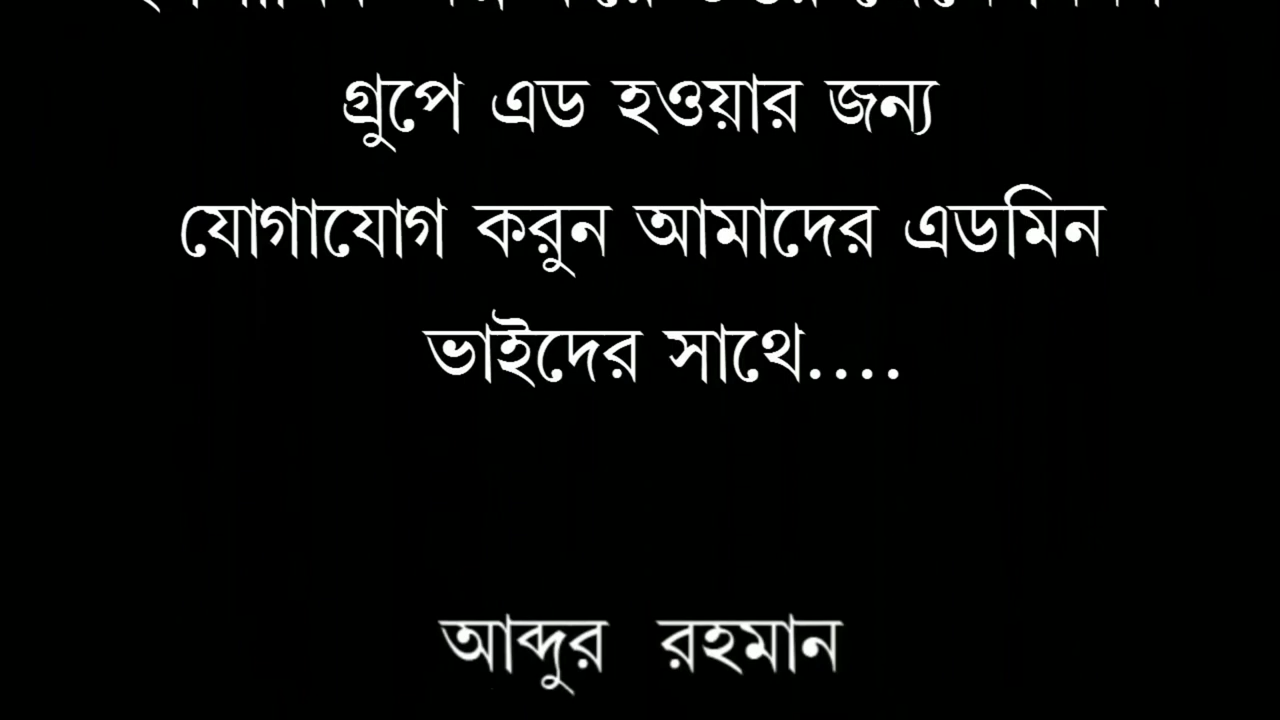 গ্রুপে এড হওয়ার জন্য
যোগাযোগ করুন আমাদের এডমিন
ভাইদের সাথে....
আব্দুর রহমান